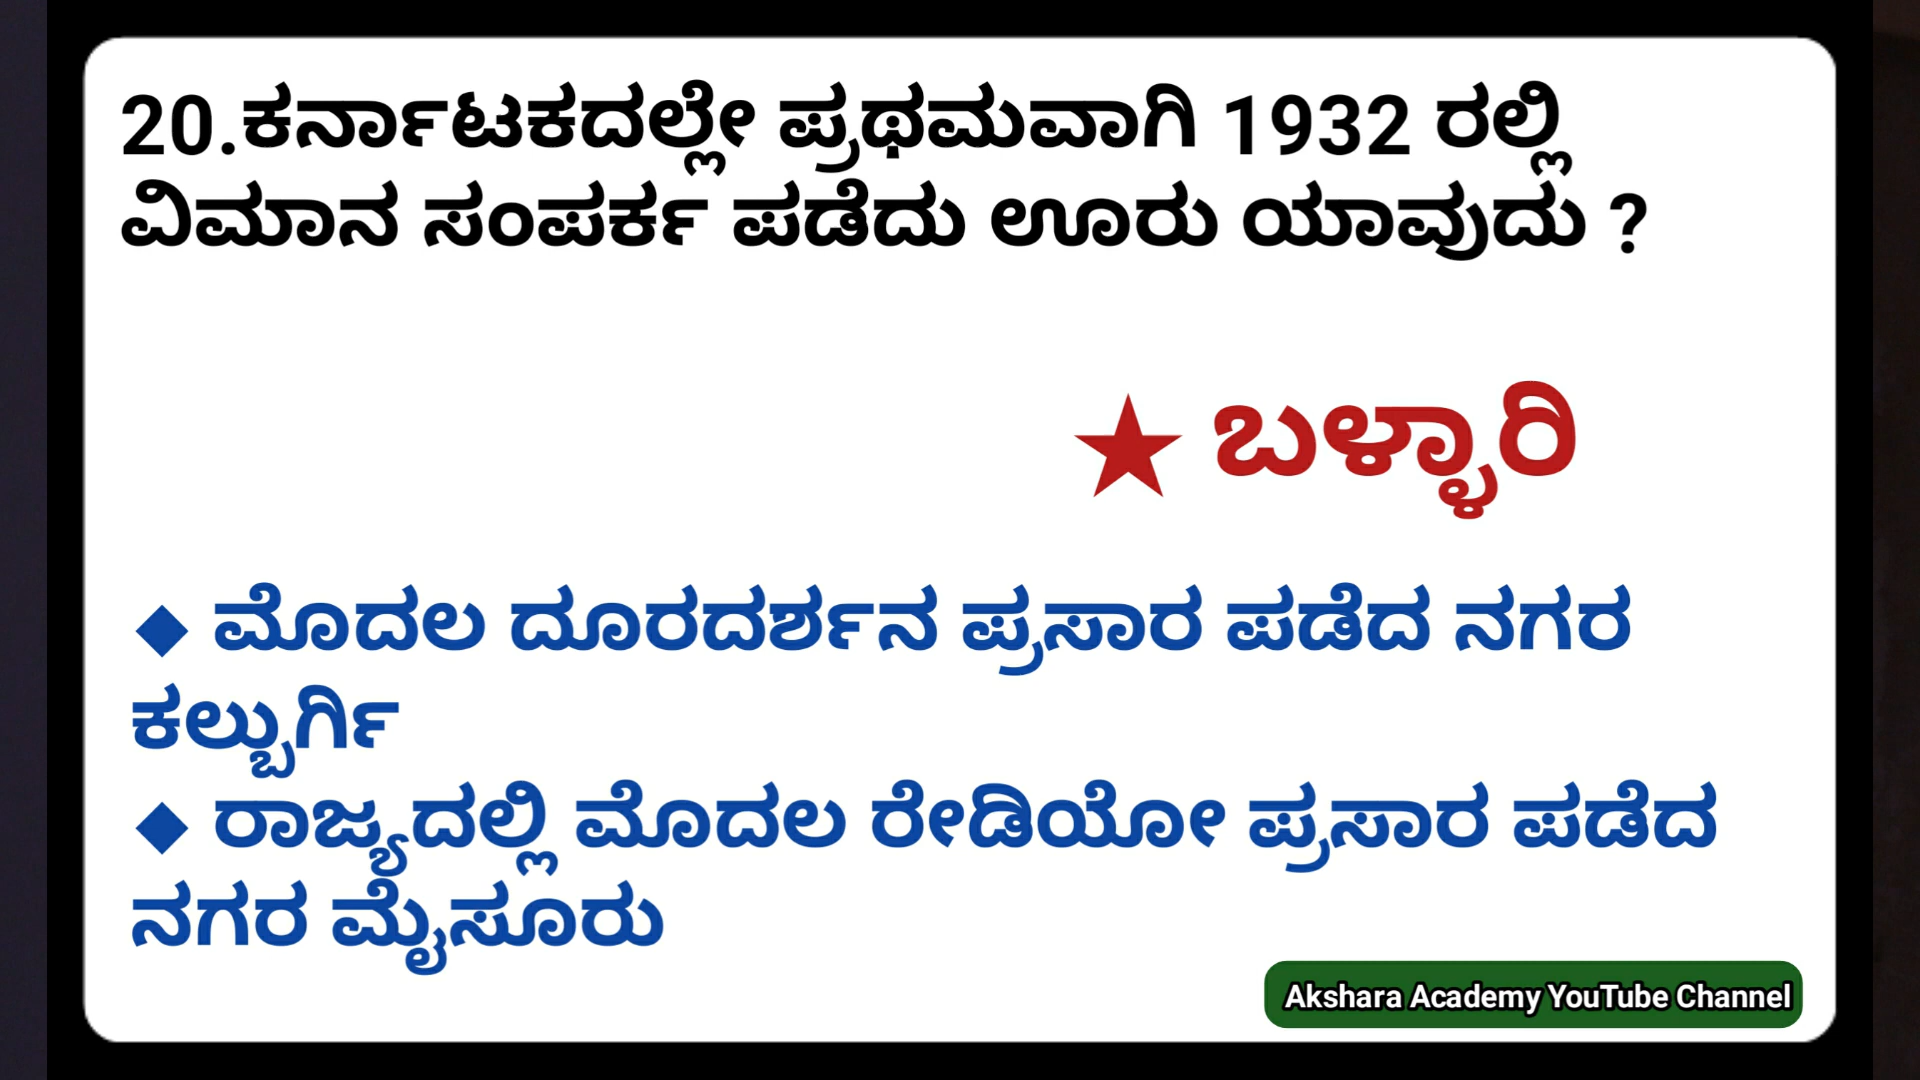 20.ಕರ್ನಾಟಕದಲ್ಲೇ ಪ್ರಥಮವಾಗಿ 1932 ರಲ್ಲಿ
ವಿಮಾನ ಸಂಪರ್ಕ ಪಡೆದು ಊರು ಯಾವುದು ?
★ ಬಳ್ಳಾರಿ
◆ ಮೊದಲ ದೂರದರ್ಶನ ಪ್ರಸಾರ ಪಡೆದ ನಗರ
ಕಲ್ಬುರ್ಗಿ
◆ ರಾಜ್ಯದಲ್ಲಿ ಮೊದಲ ರೇಡಿಯೋ ಪ್ರಸಾರ ಪಡೆದ
ನಗರ ಮೈಸೂರು
Akshara Academy YouTube Channel